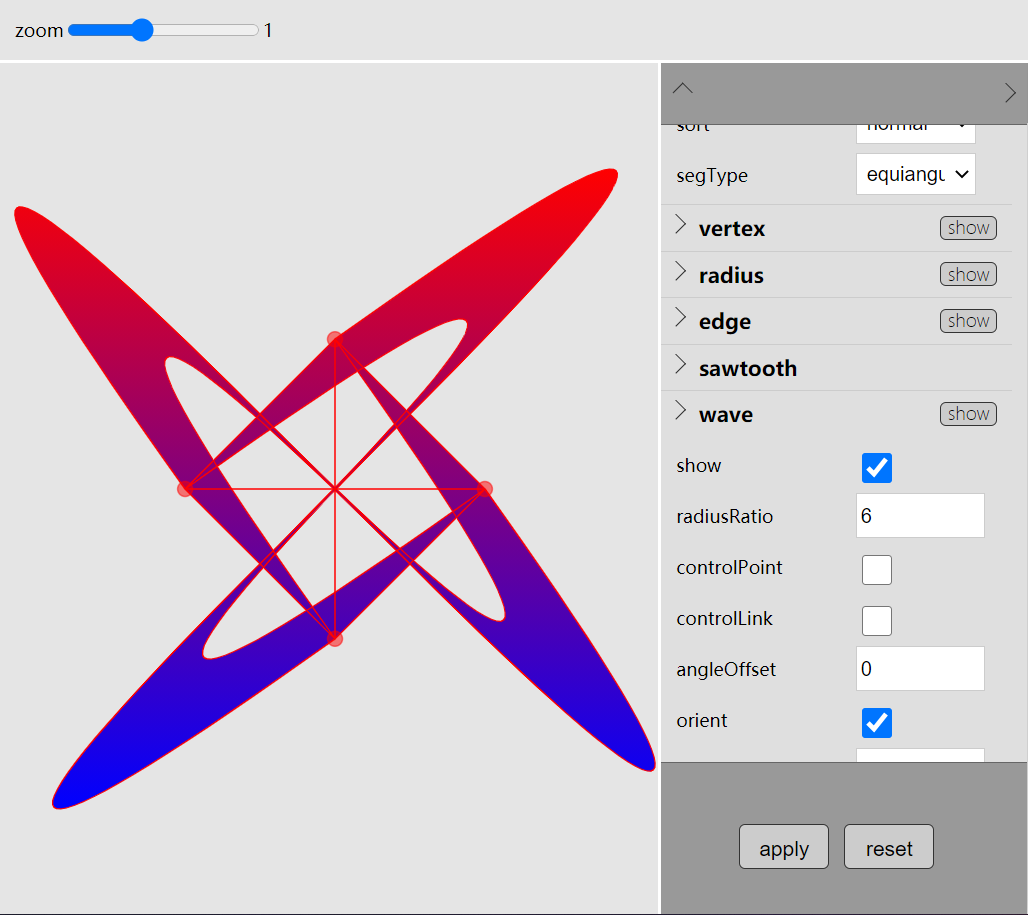 zoom 1
sort normal
segType equiangu
vertex show
radius show
edge show
sawtooth
wave show
show
radiusRatio 6
controlPoint
controlLink
angleOffset 0
orient
apply reset